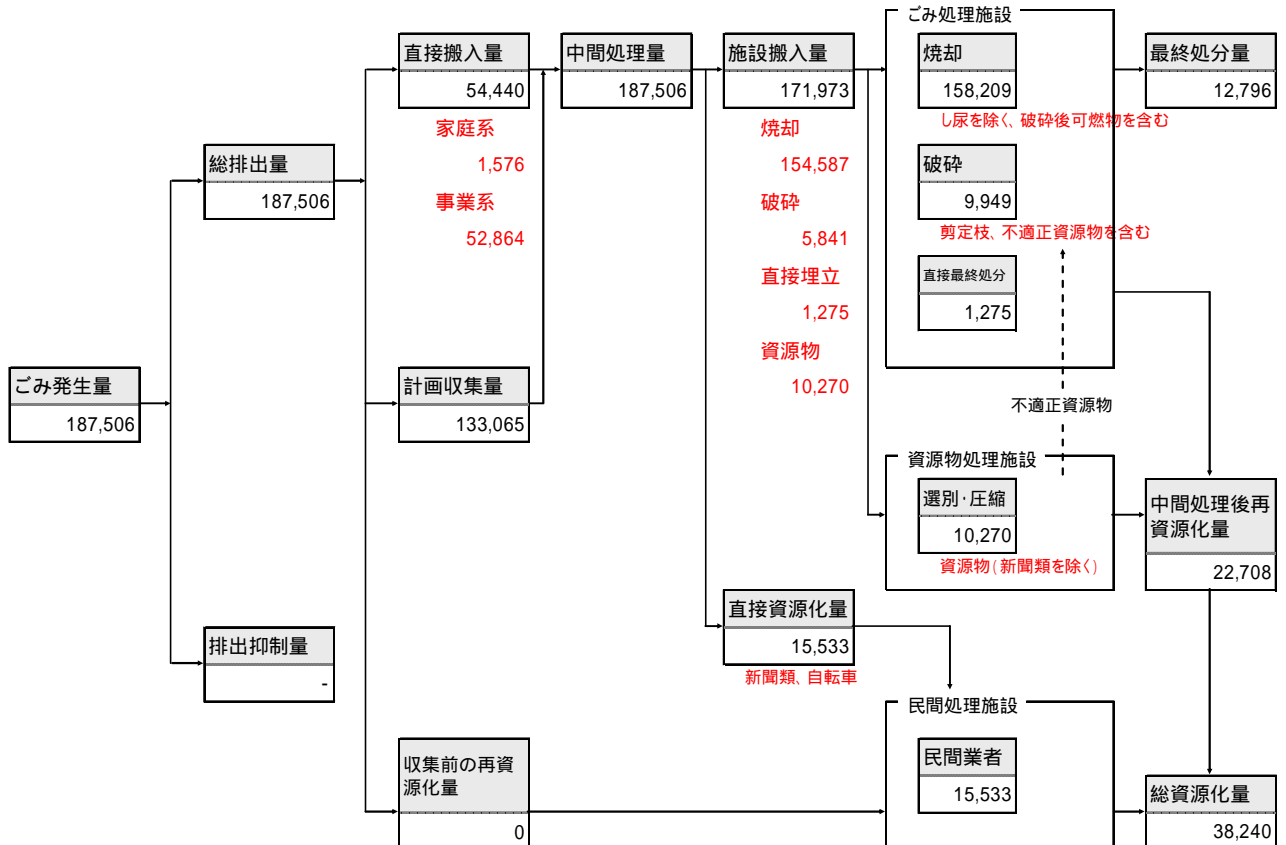 ごみ処理施設
直接搬入量
54,440
家庭系
1,576
事業系
52,864
中間処理量
187,506
施設搬入量
171,973
焼却
154,587
破砕
5,841
直接埋立
1,275
資源物
10,270
焼却
158,209
し尿を除く、破砕後可燃物を含む
破砕
9,949
剪定枝、不適正資源物を含む
直接最終処分
1,275
最終処分量
12,796
総排出量
187,506
ごみ発生量
187,506
計画収集量
133,065
不適正資源物
資源物処理施設
選別・圧縮
10,270
資源物(新聞類を除く)
中間処理後再
資源化量
22,708
排出抑制量
-
直接資源化量
15,533
新聞類、自転車
民間処理施設
民間業者
15,533
収集前の再資
源化量
0
総資源化量
38,240